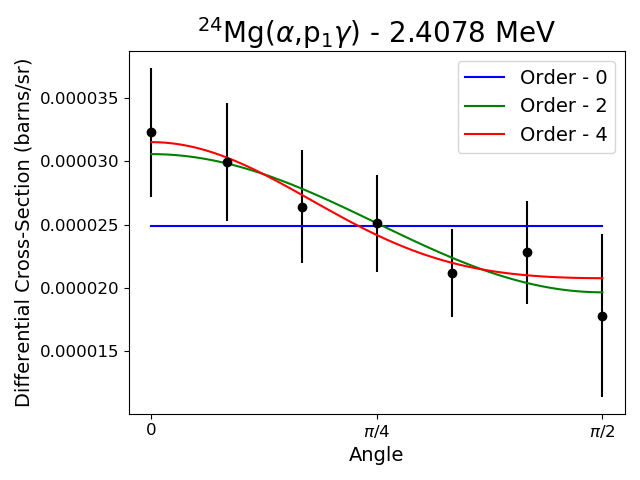 ²⁴Mg(α,p₁γ) - 2.4078 MeV
Differential Cross-Section (barns/sr)
0.000035
0.000030
0.000025
0.000020
0.000015
Order - 0
Order - 2
Order - 4
0
π/4
π/2
Angle